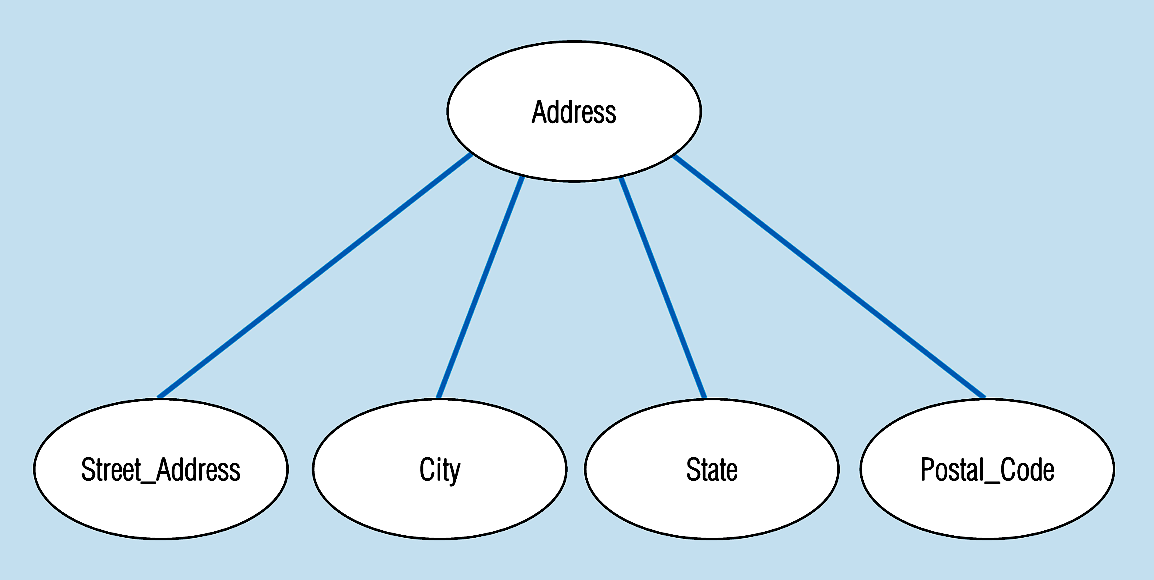 Address
Street_Address
City
State
Postal_Code